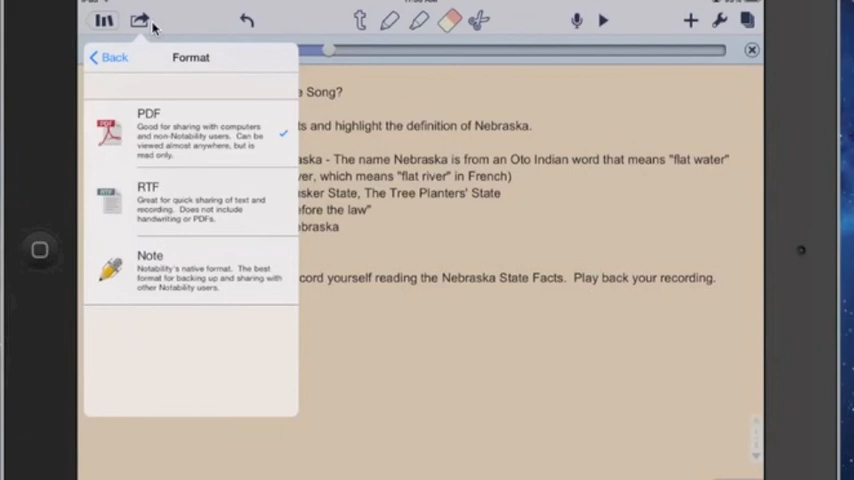 Back
Format
PDF
Good for sharing with computers
and non-Notability users. Can be
viewed almost anywhere, but is
read only.
RTF
Great for quick sharing of text and
recording. Does not include
handwriting or PDFs.
Note
Notability's native format. The best
format for backing up and sharing with
other Notability users.
e Song?
ts and highlight the definition of Nebraska.
aska - The name Nebraska is from an Oto Indian word that means "flat water"
ver, which means "flat river" in French)
usker State, The Tree Planters' State
efore the law"
ebraska
cord yourself reading the Nebraska State Facts. Play back your recording.